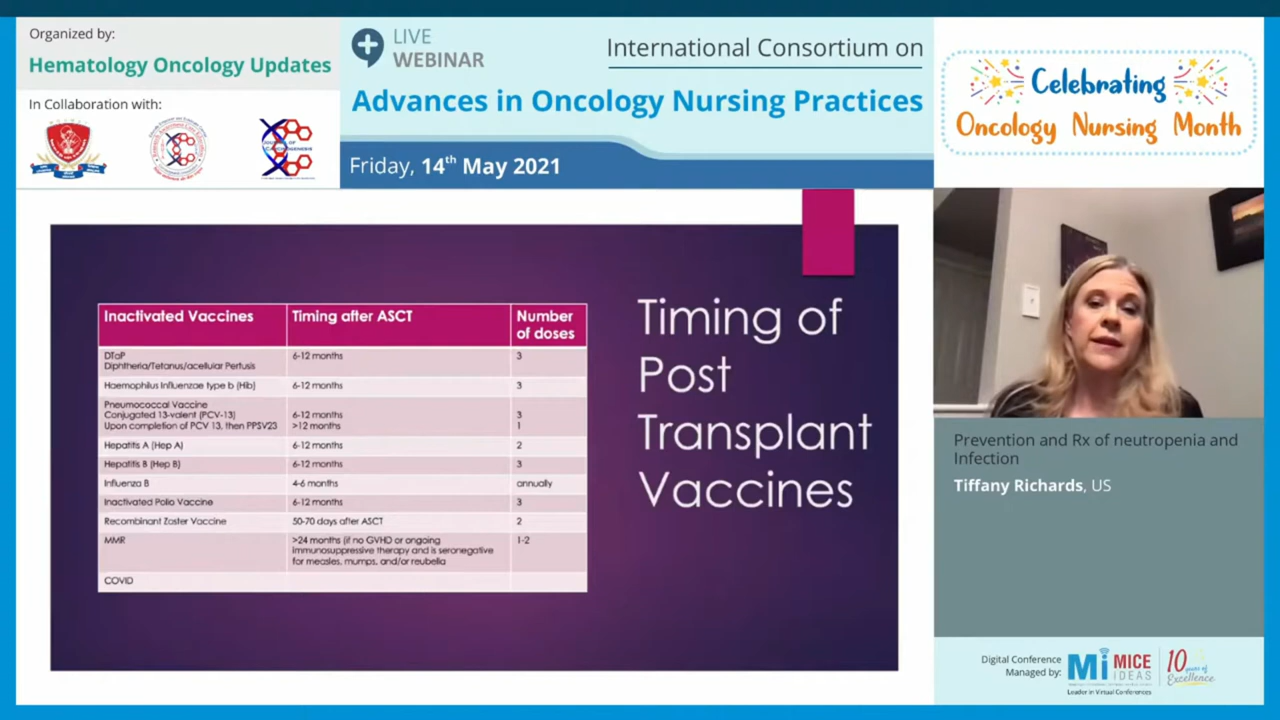 Organized by:
Hematology Oncology Updates
In Collaboration with:
LIVE
WEBINAR
International Consortium on
Advances in Oncology Nursing Practices
Friday, 14th May 2021
Celebrating
Oncology Nursing Month
Inactivated Vaccines Timing after ASCT Number of doses
DTaP
Diphtheria/Tetanus/acellular Pertusis 6-12 months 3
Haemophilus Influenzae type b (Hib) 6-12 months 3
Pneumococcal Vaccine
Conjugated 13-valent (PCV-13) 6-12 months 3
Upon completion of PCV 13, then PPSV23 >12 months 1
Hepatitis A (Hep A) 6-12 months 2
Hepatitis B (Hep B) 6-12 months 3
Influenza B 4-6 months annually
Inactivated Polio Vaccine 6-12 months 3
Recombinant Zoster Vaccine 50-70 days after ASCT 2
MMR >24 months (if no GVHD or ongoing 1-2
immunosuppressive therapy and is seronegative
for measles, mumps, and/or reubella
COVID
Timing of
Post
Transplant
Vaccines
Prevention and Rx of neutropenia and
Infection
Tiffany Richards, US
Digital Conference
Managed by:
Mi MICE
IDEAS
Leader in Virtual Conferences
10 years of
Excellence